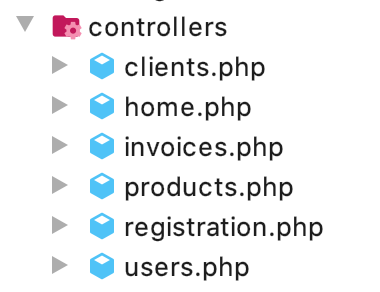 controllers
clients.php
home.php
invoices.php
products.php
registration.php
users.php